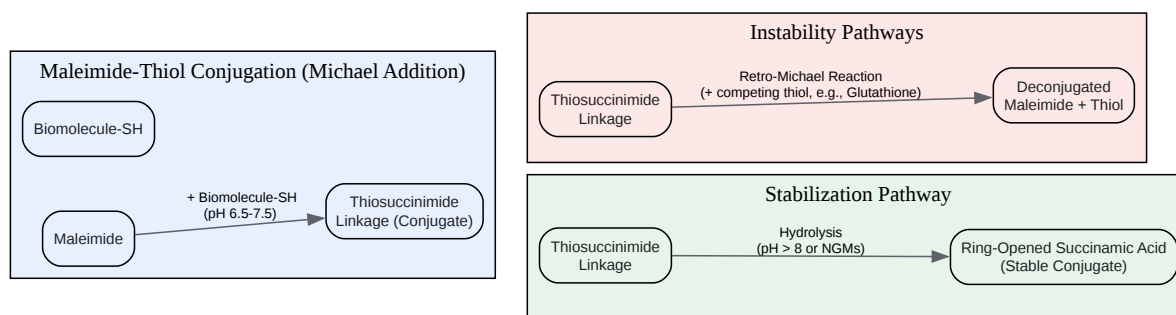 Maleimide-Thiol Conjugation (Michael Addition)
Biomolecule-SH
Maleimide
+ Biomolecule-SH
(pH 6.5-7.5)
Thiosuccinimide
Linkage (Conjugate)
Instability Pathways
Thiosuccinimide
Linkage
Retro-Michael Reaction
(+ competing thiol, e.g., Glutathione)
Deconjugated
Maleimide + Thiol
Stabilization Pathway
Thiosuccinimide
Linkage
Hydrolysis
(pH > 8 or NGMs)
Ring-Opened Succinamic Acid
(Stable Conjugate)